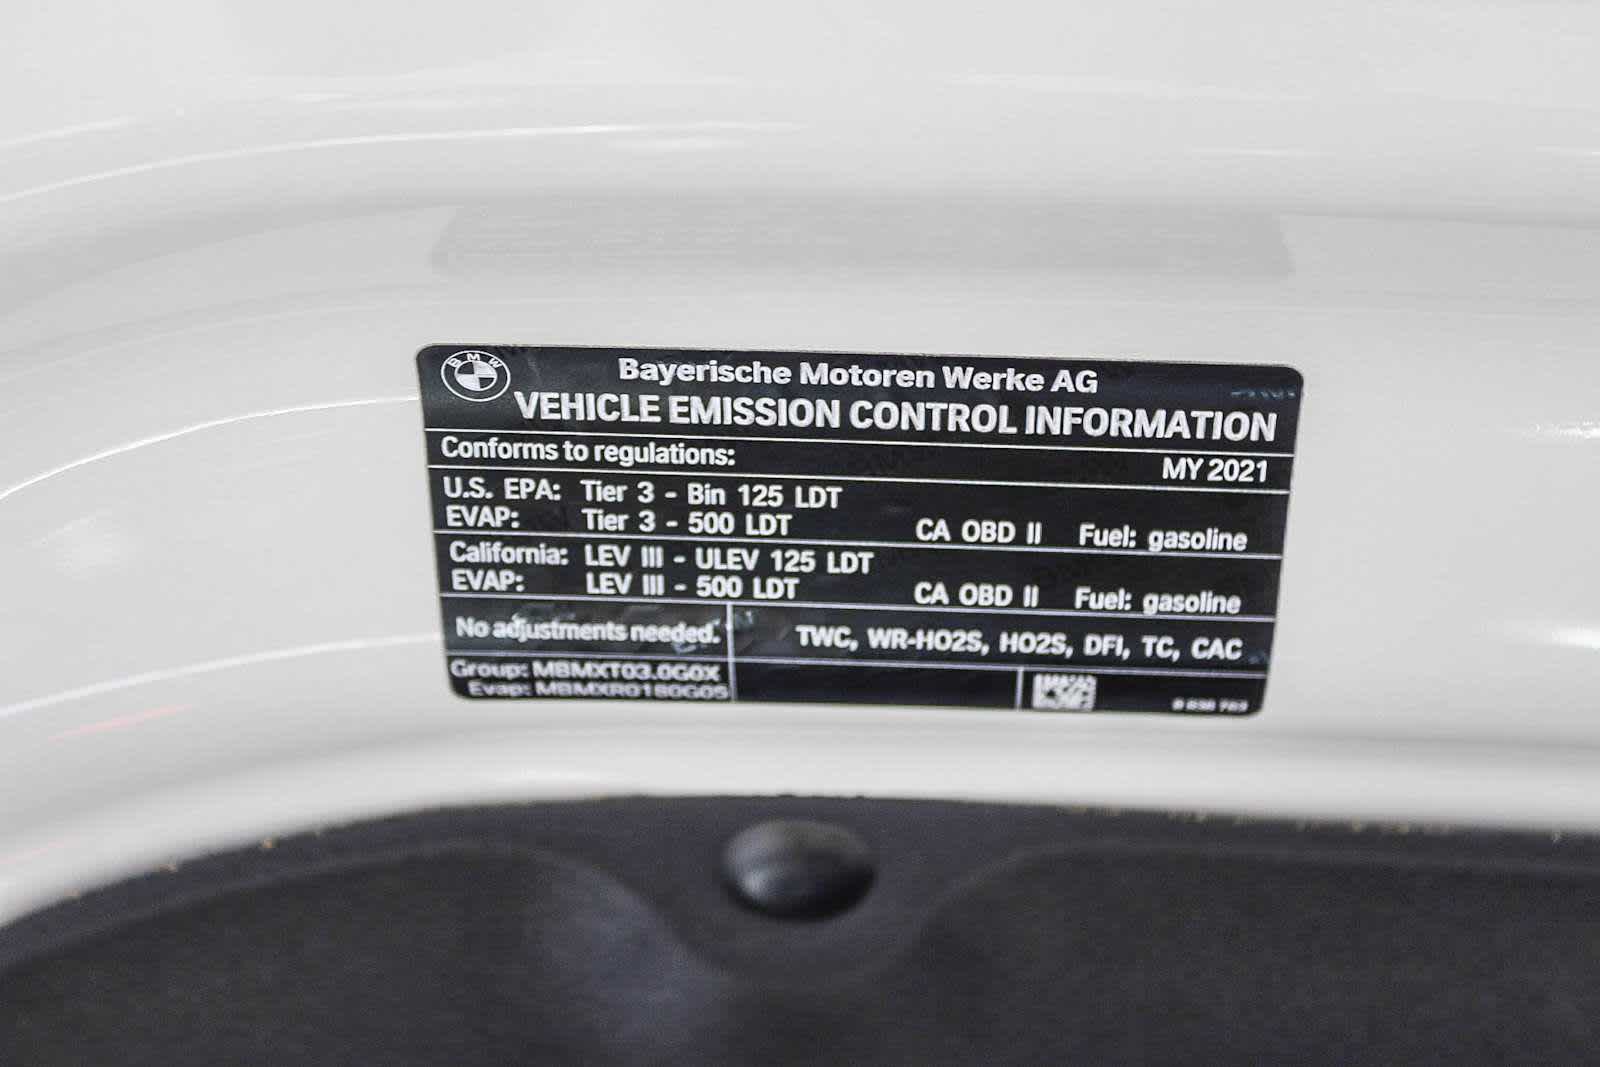 BMW
Bayerische Motoren Werke AG
VEHICLE EMISSION CONTROL INFORMATION
Conforms to regulations:
MY 2021
U.S. EPA: Tier 3 - Bin 125 LDT
EVAP: Tier 3 - 500 LDT CA OBD II Fuel: gasoline
California: LEV III - ULEV 125 LDT
EVAP: LEV III - 500 LDT CA OBD II Fuel: gasoline
No adjustments needed. TWC, WR-HO2S, HO2S, DFI, TC, CAC
Group: MBMXT03.0G0X
Evap: MBMXR0180G05